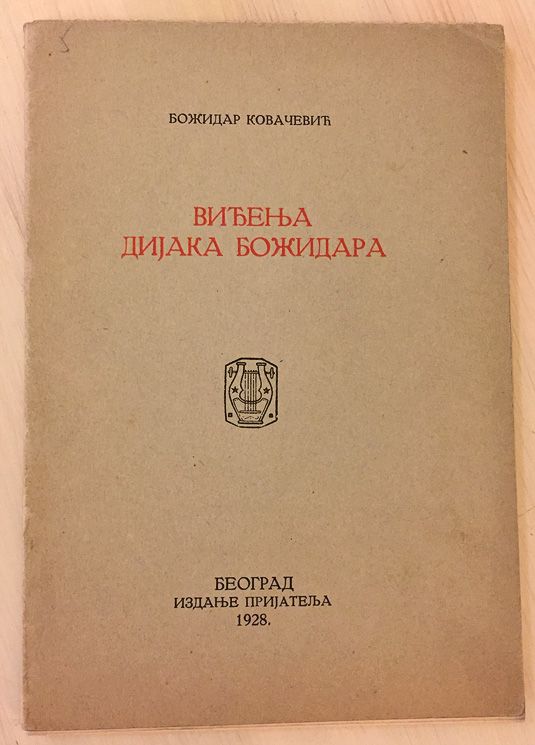 БОЖИДАР КОВАЧЕВИЋ
ВИЂЕЊА
ДИЈАКА БОЖИДАРА
БЕОГРАД
ИЗДАЊЕ ПРИЈАТЕЉА
1928.